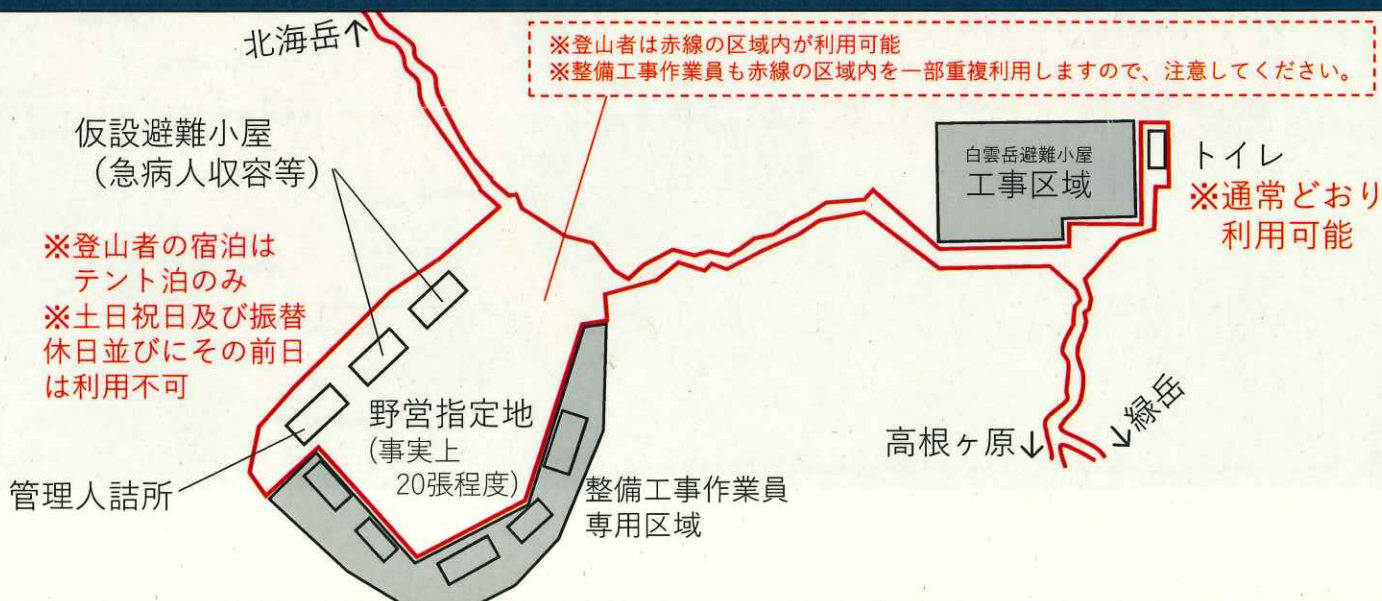 北海岳↑
※登山者は赤線の区域内が利用可能
※整備工事作業員も赤線の区域内を一部重複利用しますので、注意してください。
仮設避難小屋
（急病人収容等）
※登山者の宿泊は
テント泊のみ
※土日祝日及び振替
休日並びにその前日
は利用不可
白雲岳避難小屋
工事区域
トイレ
※通常どおり
利用可能
野営指定地
(事実上
20張程度)
管理人詰所
整備工事作業員
専用区域
高根ヶ原↓
↓緑岳